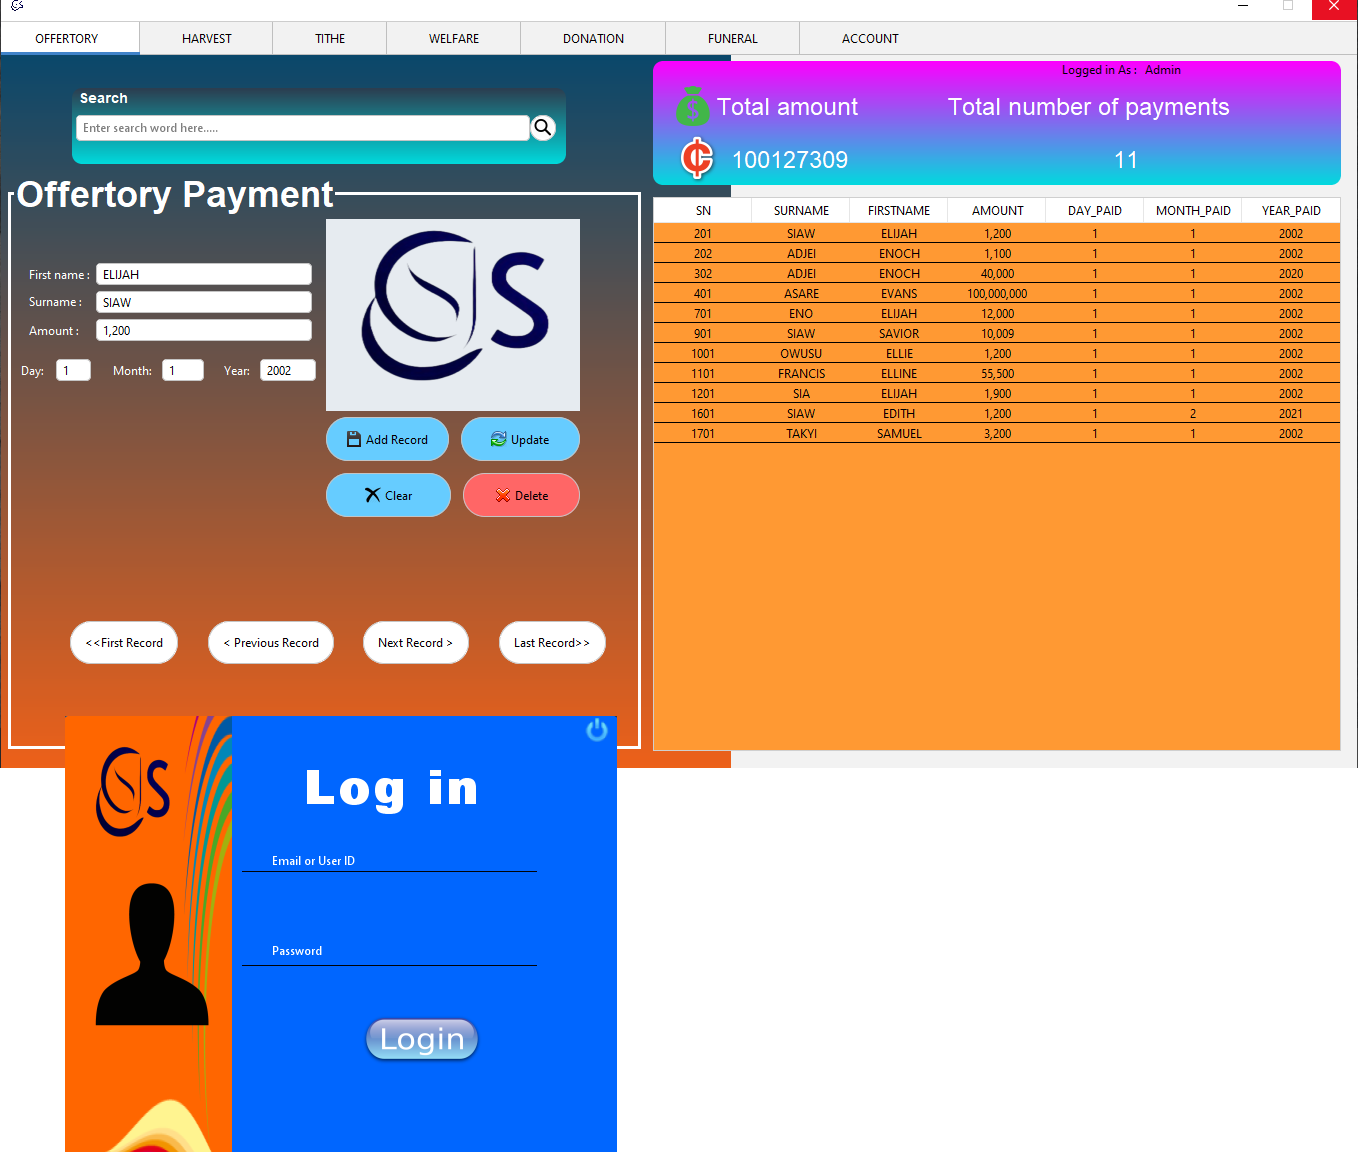 OFFERTORY HARVEST TITHE WELFARE DONATION FUNERAL ACCOUNT
Search
Enter search word here.....
Offertory Payment
First name : ELIJAH
Surname : SIAW
Amount : 1,200
Day: 1 Month: 1 Year: 2002
CJS
Add Record Update
Clear Delete
<<First Record < Previous Record Next Record > Last Record>>
Logged in As : Admin
Total amount Total number of payments
100127309 11
SN SURNAME FIRSTNAME AMOUNT DAY_PAID MONTH_PAID YEAR_PAID
201 SIAW ELIJAH 1,200 1 1 2002
202 ADJEI ENOCH 1,100 1 1 2002
302 ADJEI ENOCH 40,000 1 1 2020
401 ASARE EVANS 100,000,000 1 1 2002
701 ENO ELIJAH 12,000 1 1 2002
901 SIAW SAVIOR 10,009 1 1 2002
1001 OWUSU ELLIE 1,200 1 1 2002
1101 FRANCIS ELLINE 55,500 1 1 2002
1201 SIA ELIJAH 1,900 1 1 2002
1601 SIAW EDITH 1,200 1 2 2021
1701 TAKYI SAMUEL 3,200 1 1 2002
CJS
Log in
Email or User ID
Password
Login